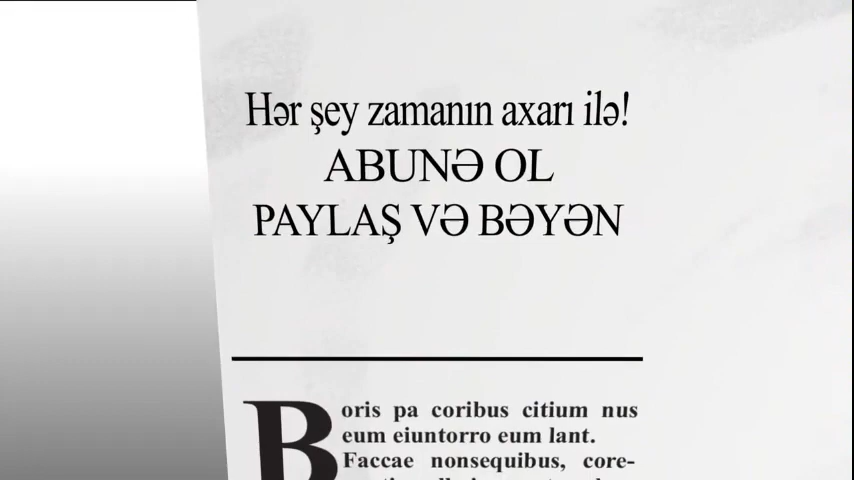 Hər şey zamanın axarı ilə!
ABUNƏ OL
PAYLAŞ VƏ BƏYƏN
Boris pa coribus citium nus
eum eiuntorro eum lant.
Faccae nonsequibus, core-